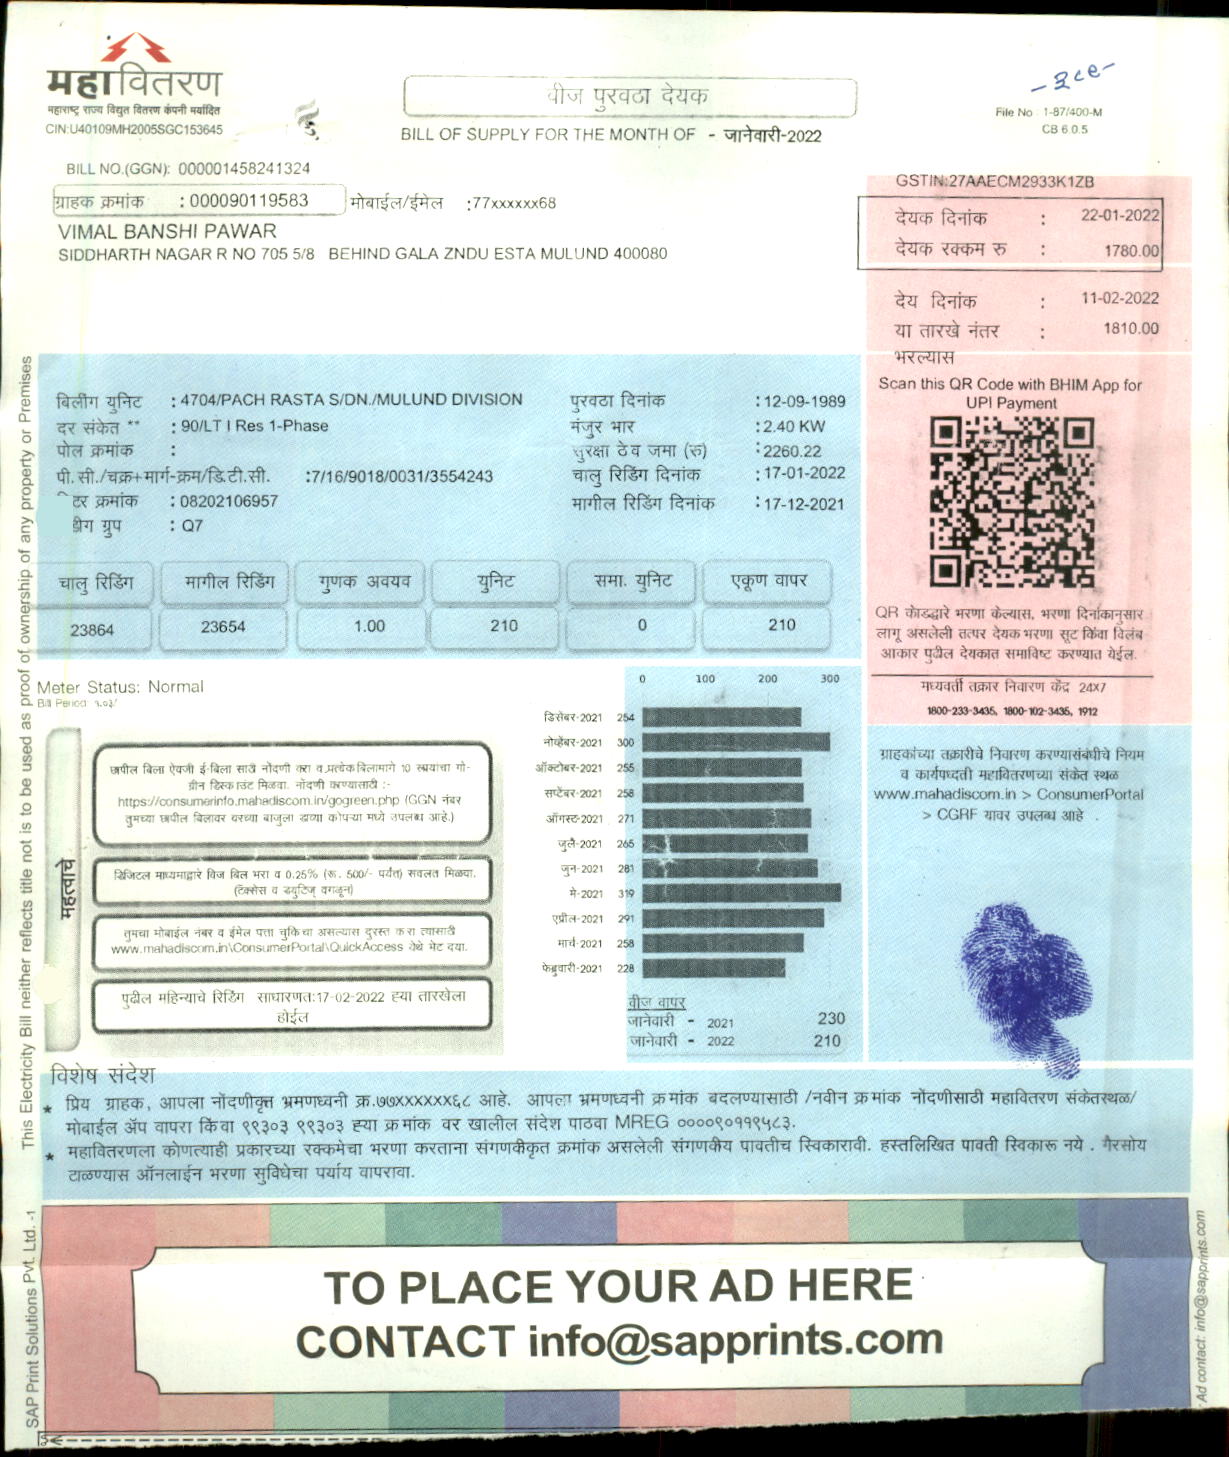 महावितरण
महाराष्ट्र राज्य विद्युत वितरण कंपनी मर्यादित
CIN:U40109MH2005SGC153645
वीज पुरवठा देयक
BILL OF SUPPLY FOR THE MONTH OF - जानेवारी-2022
File No : 1-87/400-M
CB 6.0.5
BILL NO.(GGN): 000001458241324
ग्राहक क्रमांक : 000090119583 मोबाईल/ईमेल :77xxxxxx68
VIMAL BANSHI PAWAR
SIDDHARTH NAGAR R NO 705 5/8 BEHIND GALA ZNDU ESTA MULUND 400080
GSTIN:27AAECM2933K1ZB
देयक दिनांक : 22-01-2022
देयक रक्कम रु : 1780.00
देय दिनांक : 11-02-2022
या तारखे नंतर : 1810.00
भरल्यास
Scan this QR Code with BHIM App for
UPI Payment
QR कोडद्वारे भरणा केल्यास, भरणा दिनांकानुसार
लागू असलेली तत्पर देयक भरणा सूट किंवा विलंब
आकार पुढील देयकात समाविष्ट करण्यात येईल.
मध्यवर्ती तक्रार निवारण केंद्र 24X7
1800-233-3435, 1800-102-3435, 1912
बिलींग युनिट : 4704/PACH RASTA S/DN./MULUND DIVISION
दर संकेत ** : 90/LT I Res 1-Phase
पोल क्रमांक :
पी.सी./चक्र+मार्ग-क्रम/डि.टी.सी. :7/16/9018/0031/3554243
टर क्रमांक : 08202106957
ग ग्रुप : Q7
पुरवठा दिनांक : 12-09-1989
मंजुर भार : 2.40 KW
सुरक्षा ठेव जमा (रु) : 2260.22
चालु रिडिंग दिनांक : 17-01-2022
मागील रिडिंग दिनांक : 17-12-2021
चालु रिडिंग मागील रिडिंग गुणक अवयव युनिट समा. युनिट एकूण वापर
23864 23654 1.00 210 0 210
Meter Status: Normal
Bill Period: १.०३/
महत्वाचे
छापील बिला ऐवजी ई-बिला साठी नोंदणी करा व प्रत्येक बिलामागे 10 रुपयांचा गो-
ग्रीन डिस्काउंट मिळवा. नोंदणी करण्यासाठी :-
https://consumerinfo.mahadiscom.in/gogreen.php (GGN नंबर
तुमच्या छापील बिलावर वरच्या बाजुला डाव्या कोपऱ्या मध्ये उपलब्ध आहे.)
डिजिटल माध्यमाद्वारे विज बिल भरा व 0.25% (रू. 500/- पर्यंत) सवलत मिळवा.
(टॅक्सेस व ड्युटिज् वगळून)
तुमचा मोबाईल नंबर व ईमेल पत्ता चुकिचा असल्यास दुरस्त करा त्यासाठी
www.mahadiscom.in\ConsumerPortal\QuickAccess येथे भेट दया.
पुढील महिन्याचे रिडिंग साधारणत:17-02-2022 ह्या तारखेला
होईल
0 100 200 300
डिसेंबर-2021 254
नोव्हेंबर-2021 300
ऑक्टोबर-2021 255
सप्टेंबर-2021 258
ऑगस्ट-2021 271
जुलै-2021 265
जुन-2021 281
मे-2021 319
एप्रील-2021 291
मार्च-2021 258
फेब्रुवारी-2021 228
वीज वापर
जानेवारी - 2021 230
जानेवारी - 2022 210
ग्राहकांच्या तक्रारीचे निवारण करण्यासंबंधीचे नियम
व कार्यपध्दती महावितरणच्या संकेत स्थळ
www.mahadiscom.in > ConsumerPortal
> CGRF यावर उपलब्ध आहे .
विशेष संदेश
* प्रिय ग्राहक, आपला नोंदणीकृत भ्रमणध्वनी क्र.७७XXXXXX६८ आहे. आपला भ्रमणध्वनी क्रमांक बदलण्यासाठी /नवीन क्रमांक नोंदणीसाठी महावितरण संकेतस्थळ/
मोबाईल ॲप वापरा किंवा ९९३०३ ९९३०३ ह्या क्रमांक वर खालील संदेश पाठवा MREG ००००९०११९५८३.
* महावितरणला कोणत्याही प्रकारच्या रक्कमेचा भरणा करताना संगणकीकृत क्रमांक असलेली संगणकीय पावतीच स्विकारावी. हस्तलिखित पावती स्विकारू नये . गैरसोय
टाळण्यास ऑनलाईन भरणा सुविधेचा पर्याय वापरावा.
This Electricity Bill neither reflects title not is to be used as proof of ownership of any property or Premises
SAP Print Solutions Pvt. Ltd. -1
TO PLACE YOUR AD HERE
CONTACT info@sapprints.com
Ad contact: info@sapprints.com